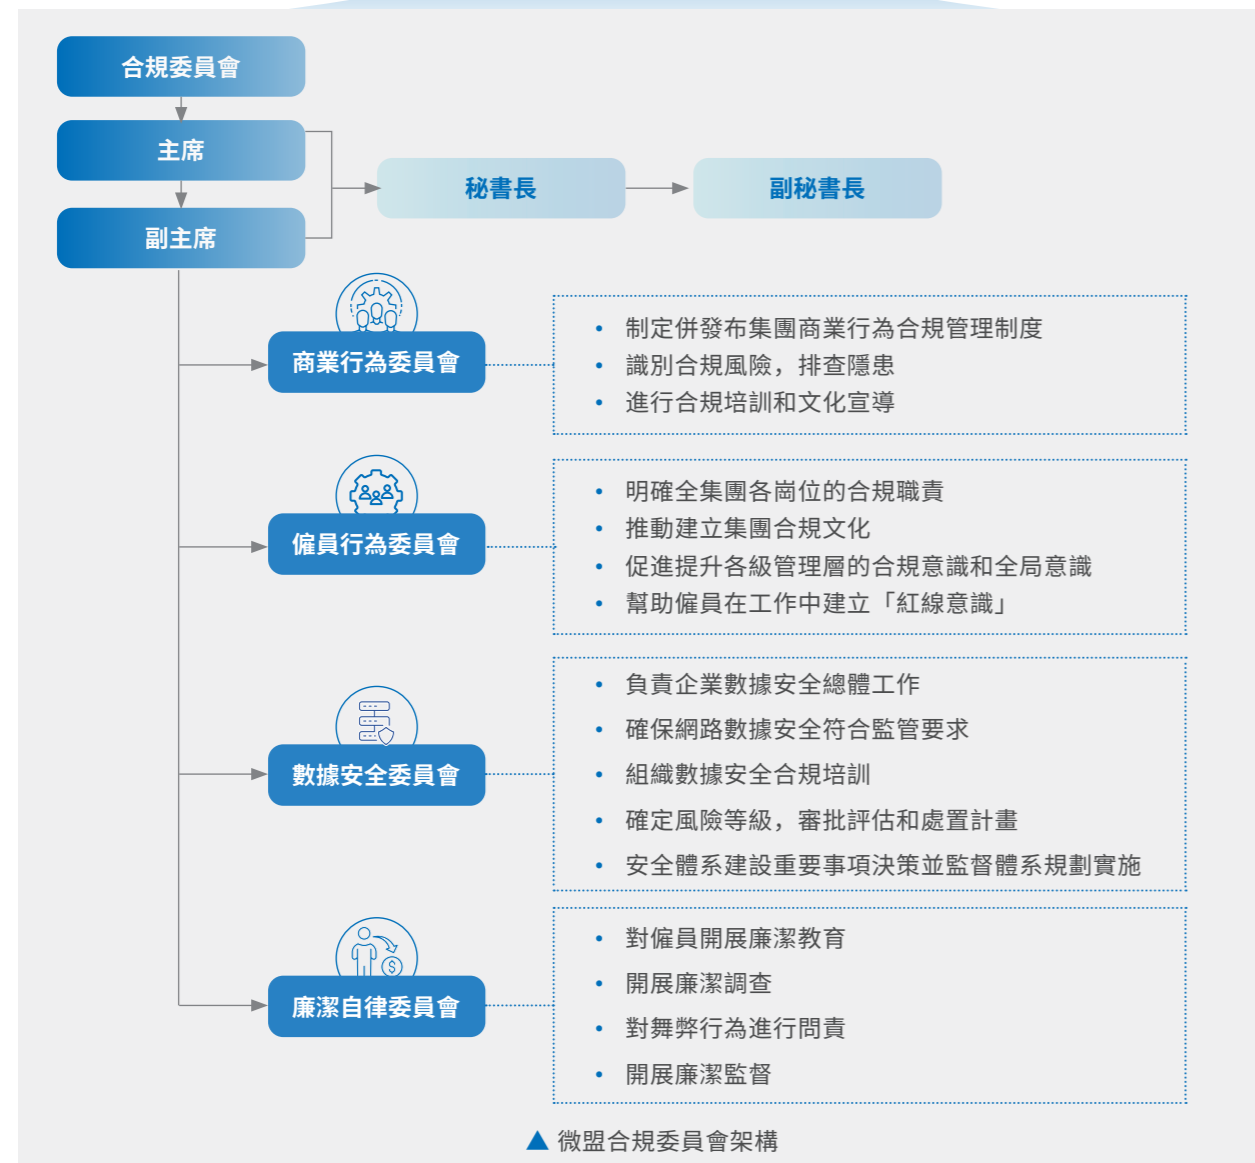 合規委員會
主席
副主席
秘書長
副秘書長
商業行為委員會
• 制定併發布集團商業行為合規管理制度
• 識別合規風險，排查隱患
• 進行合規培訓和文化宣導
僱員行為委員會
• 明確全集團各崗位的合規職責
• 推動建立集團合規文化
• 促進提升各級管理層的合規意識和全局意識
• 幫助僱員在工作中建立「紅線意識」
數據安全委員會
• 負責企業數據安全總體工作
• 確保網路數據安全符合監管要求
• 組織數據安全合規培訓
• 確定風險等級，審批評估和處置計畫
• 安全體系建設重要事項決策並監督體系規劃實施
廉潔自律委員會
• 對僱員開展廉潔教育
• 開展廉潔調查
• 對舞弊行為進行問責
• 開展廉潔監督
▲ 微盟合規委員會架構